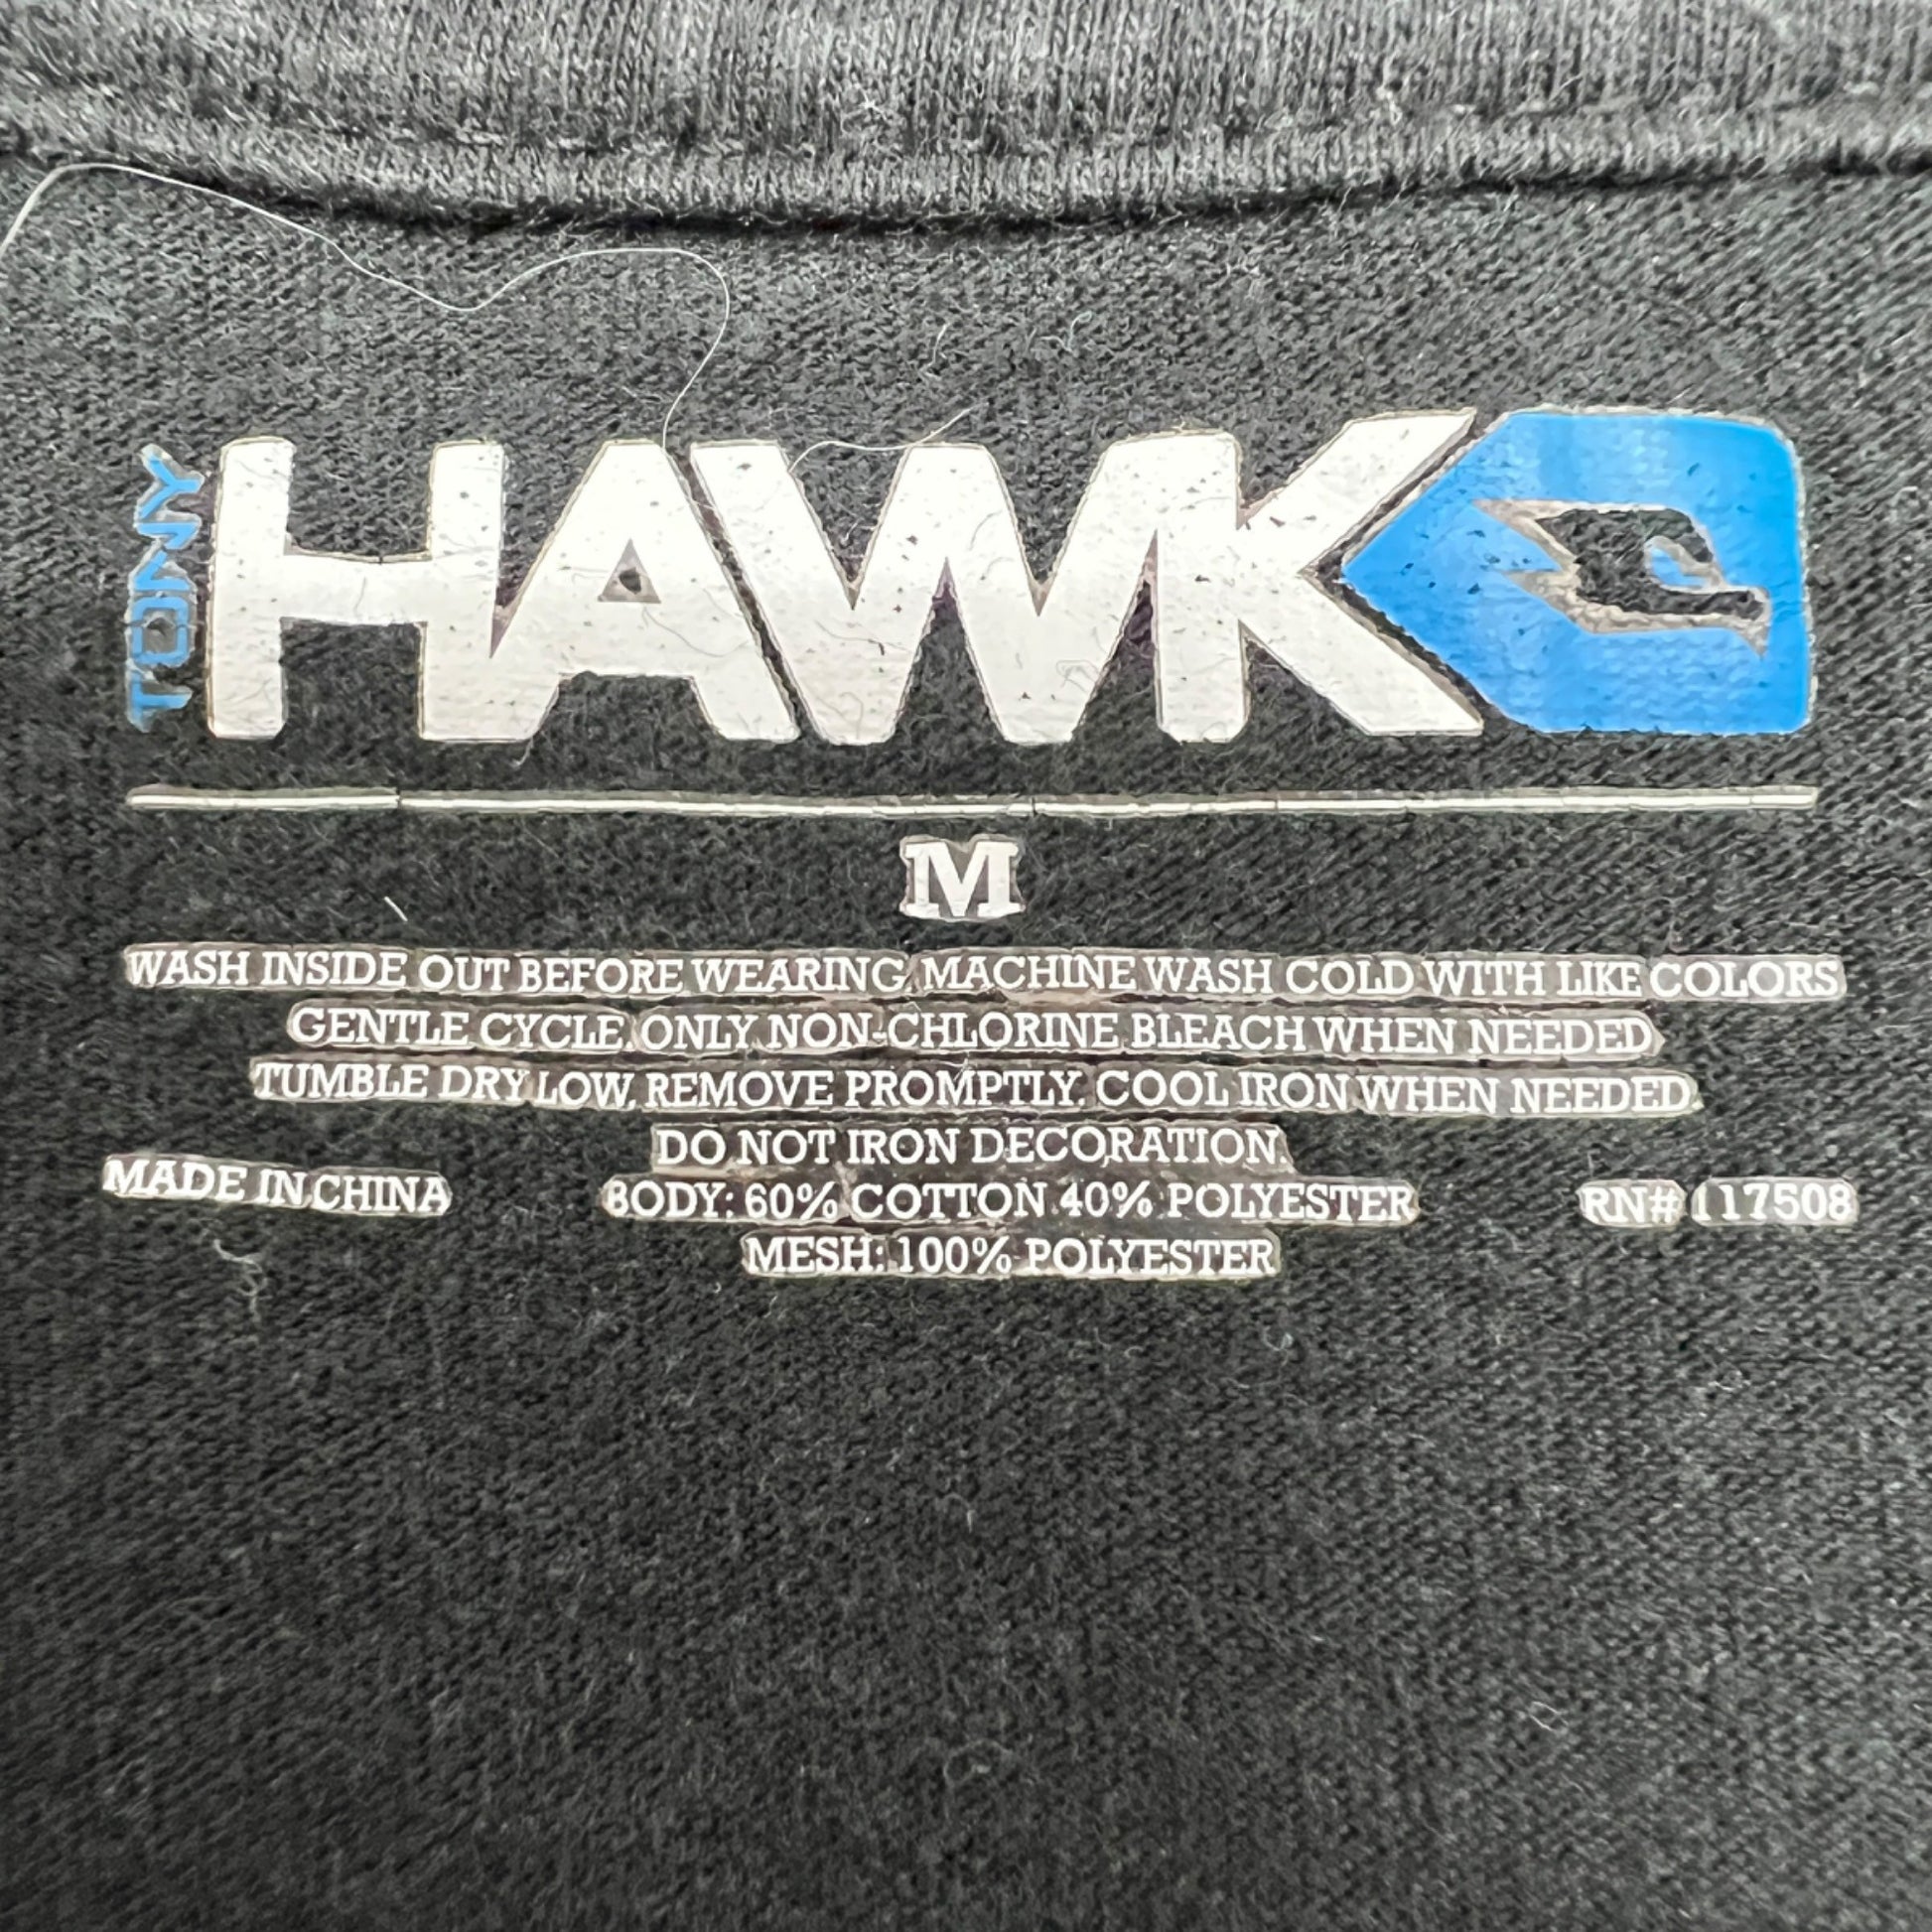 TONY HAWK
M
WASH INSIDE OUT BEFORE WEARING. MACHINE WASH COLD WITH LIKE COLORS
GENTLE CYCLE. ONLY NON-CHLORINE BLEACH WHEN NEEDED
TUMBLE DRY LOW. REMOVE PROMPTLY. COOL IRON WHEN NEEDED.
DO NOT IRON DECORATION.
MADE IN CHINA BODY: 60% COTTON 40% POLYESTER RN# 117508
MESH: 100% POLYESTER